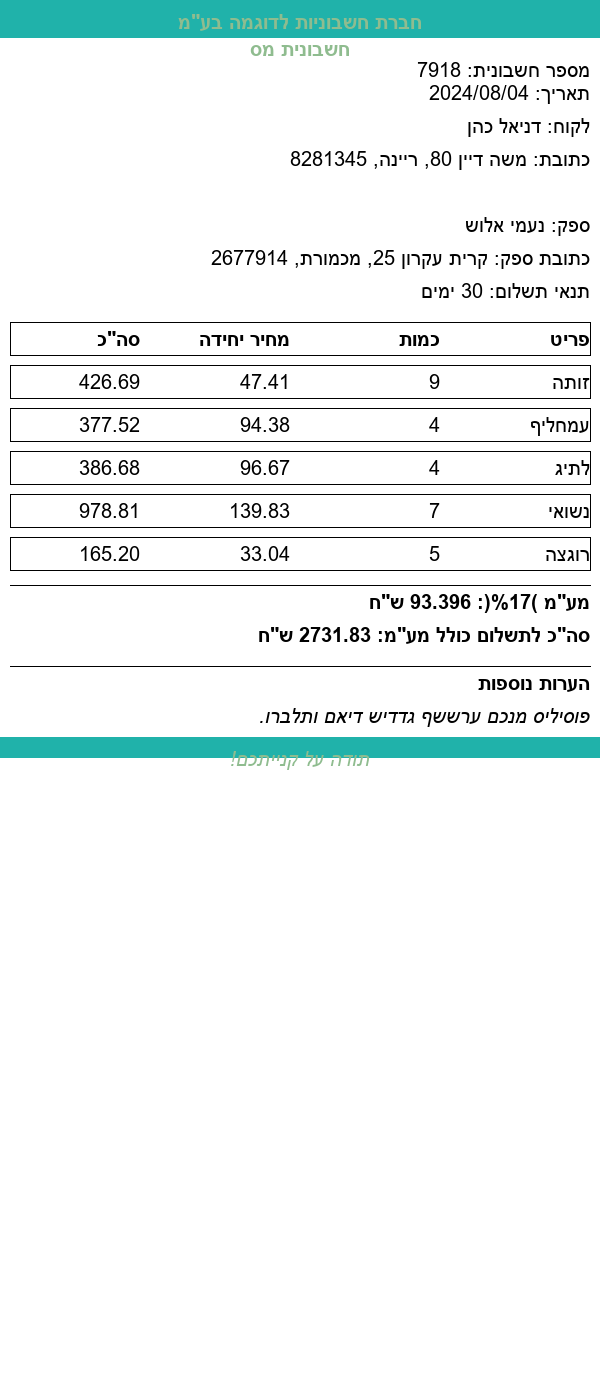 חברת חשבוניות לדוגמה בע"מ
חשבונית מס
מספר חשבונית: 7918
תאריך: 2024/08/04
לקוח: דניאל כהן
כתובת: משה דיין 80, ריינה, 8281345
ספק: נעמי אלוש
כתובת ספק: קרית עקרון 25, מכמורת, 2677914
תנאי תשלום: 30 ימים
פריט כמות מחיר יחידה סה"כ
זותה 9 47.41 426.69
עמחליף 4 94.38 377.52
לתיג 4 96.67 386.68
נשואי 7 139.83 978.81
רוגצה 5 33.04 165.20
מע"מ )17%(: 93.396 ש"ח
סה"כ לתשלום כולל מע"מ: 2731.83 ש"ח
הערות נוספות
פוסיליס מנכם ערששף גדדיש דיאם ותלברו.
תודה על קנייתכם!